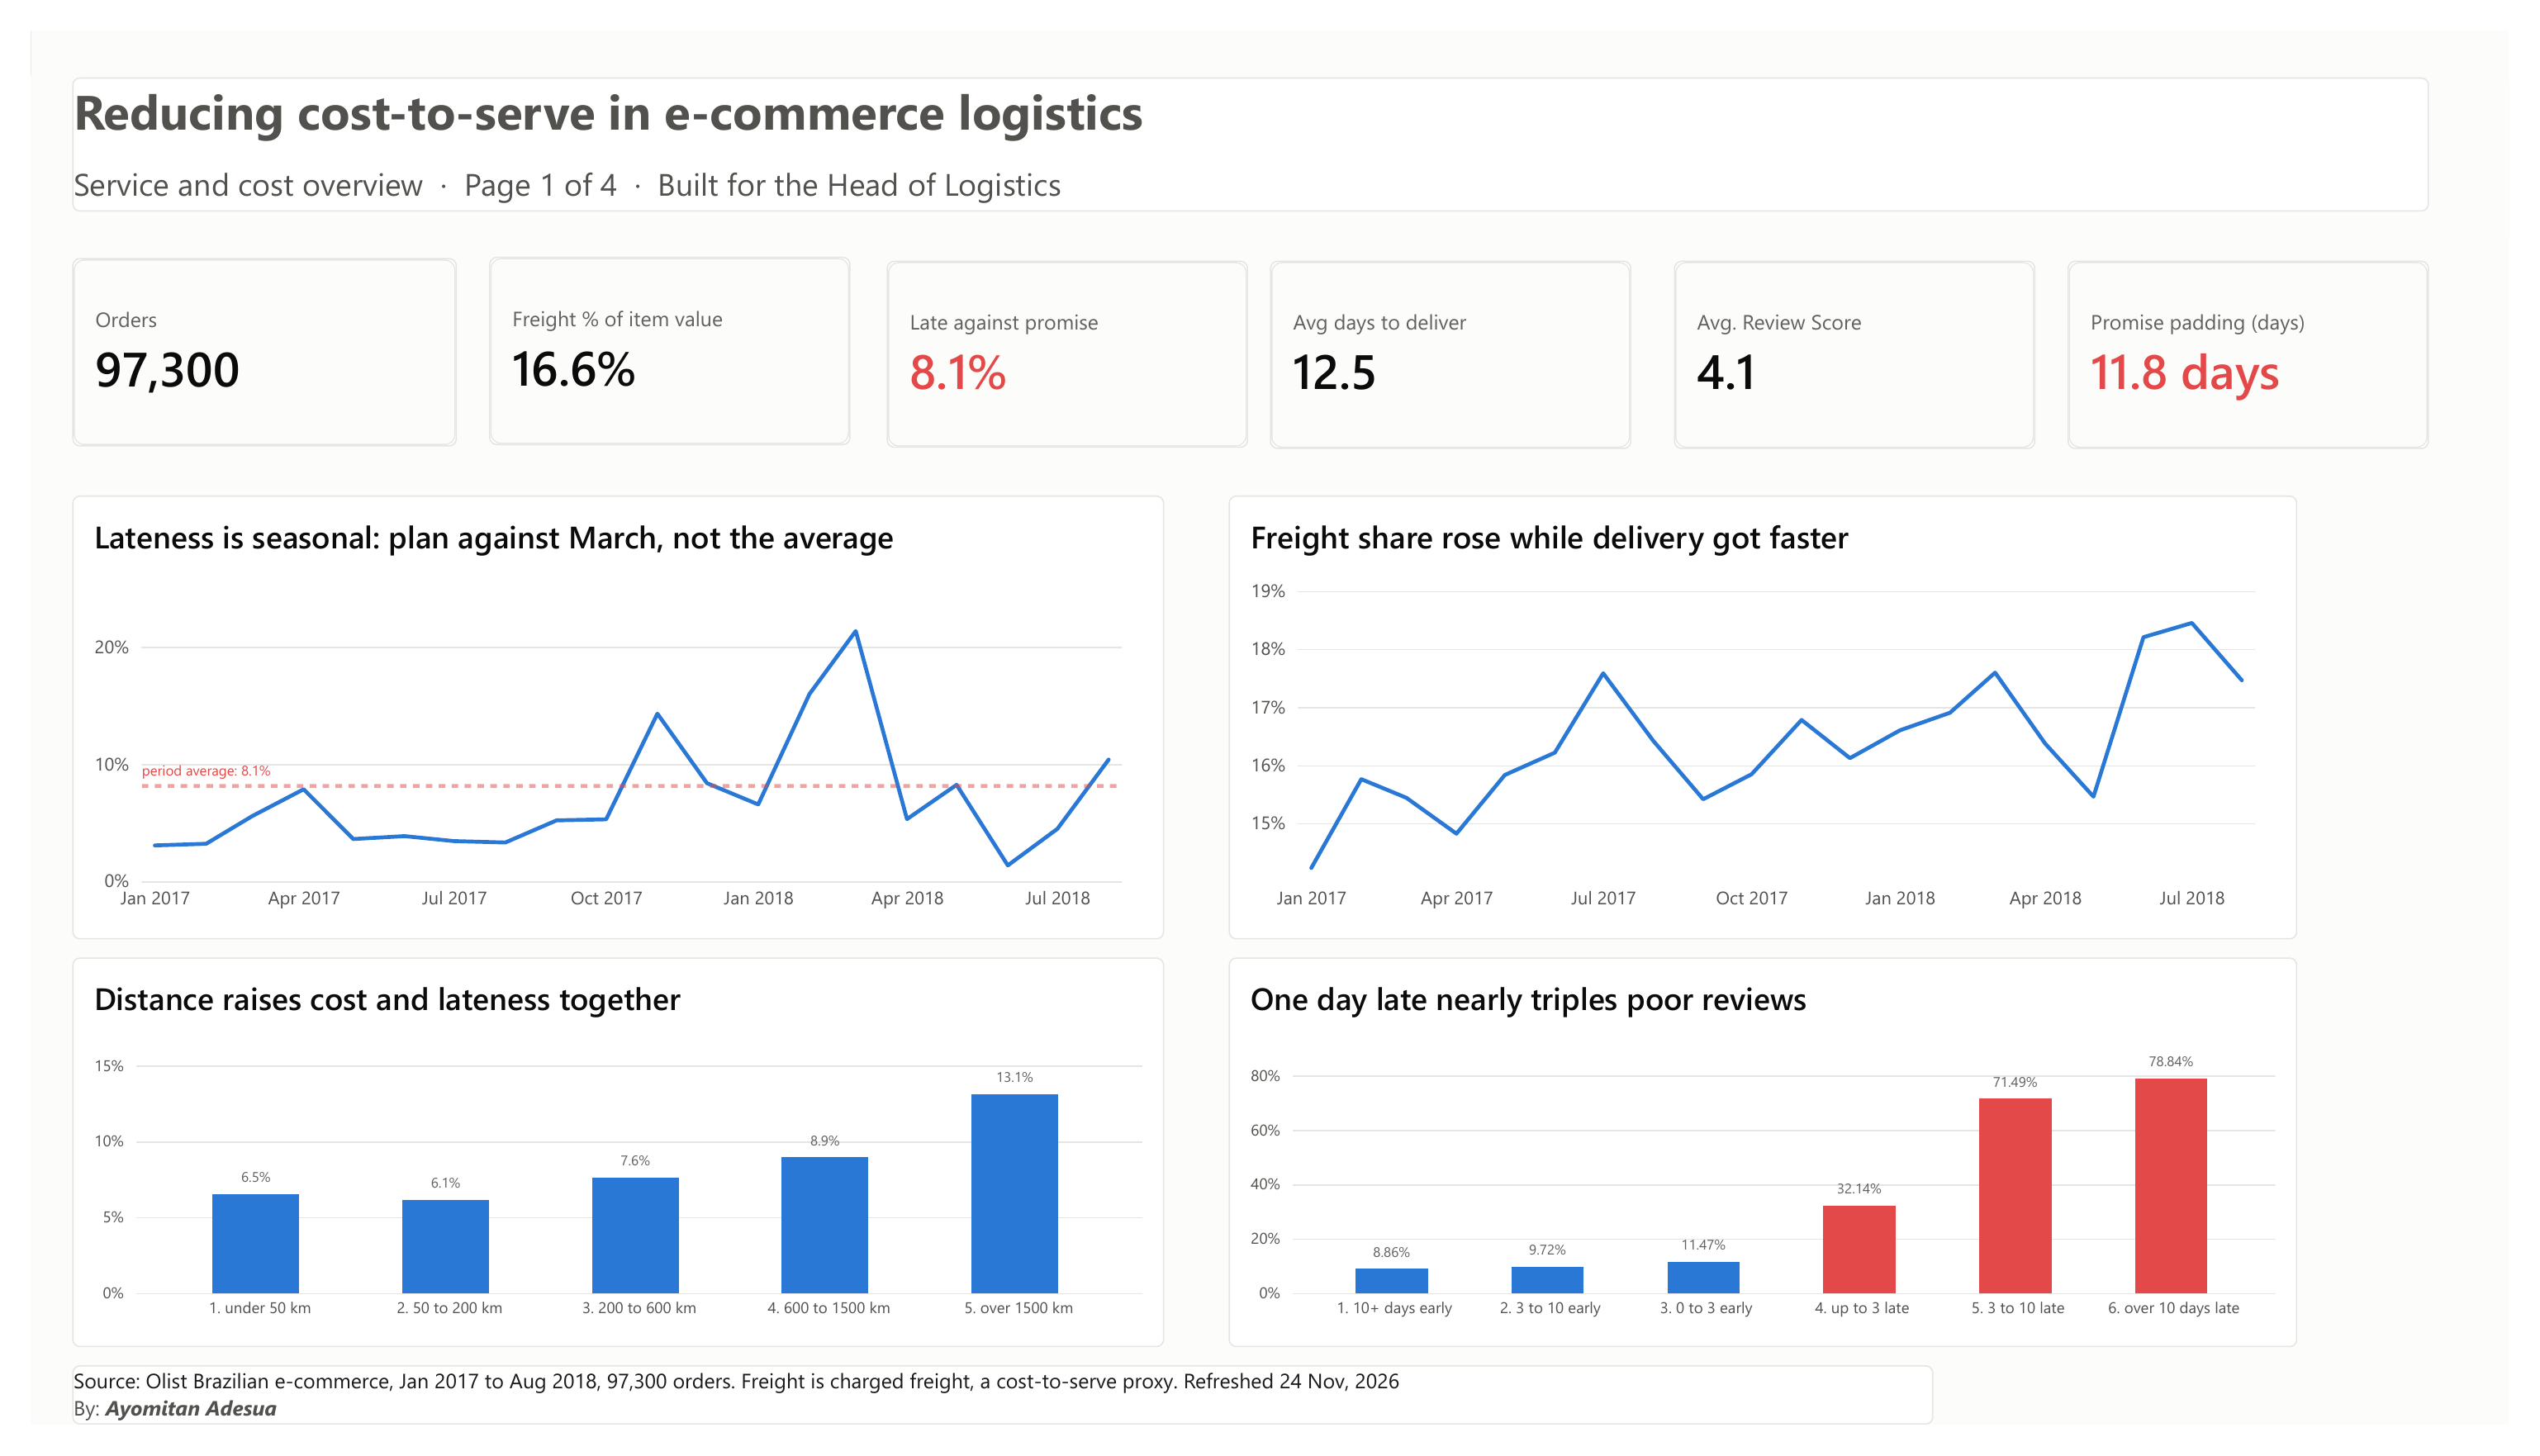 Reducing cost-to-serve in e-commerce logistics
Service and cost overview · Page 1 of 4 · Built for the Head of Logistics
Orders
97,300
Freight % of item value
16.6%
Late against promise
8.1%
Avg days to deliver
12.5
Avg. Review Score
4.1
Promise padding (days)
11.8 days
Lateness is seasonal: plan against March, not the average
20%
10%
period average: 8.1%
0%
Jan 2017 Apr 2017 Jul 2017 Oct 2017 Jan 2018 Apr 2018 Jul 2018
Freight share rose while delivery got faster
19%
18%
17%
16%
15%
Jan 2017 Apr 2017 Jul 2017 Oct 2017 Jan 2018 Apr 2018 Jul 2018
Distance raises cost and lateness together
15%
10%
5%
0%
6.5% 6.1% 7.6% 8.9% 13.1%
1. under 50 km 2. 50 to 200 km 3. 200 to 600 km 4. 600 to 1500 km 5. over 1500 km
One day late nearly triples poor reviews
80%
60%
40%
20%
0%
8.86% 9.72% 11.47% 32.14% 71.49% 78.84%
1. 10+ days early 2. 3 to 10 early 3. 0 to 3 early 4. up to 3 late 5. 3 to 10 late 6. over 10 days late
Source: Olist Brazilian e-commerce, Jan 2017 to Aug 2018, 97,300 orders. Freight is charged freight, a cost-to-serve proxy. Refreshed 24 Nov, 2026
By: Ayomitan Adesua